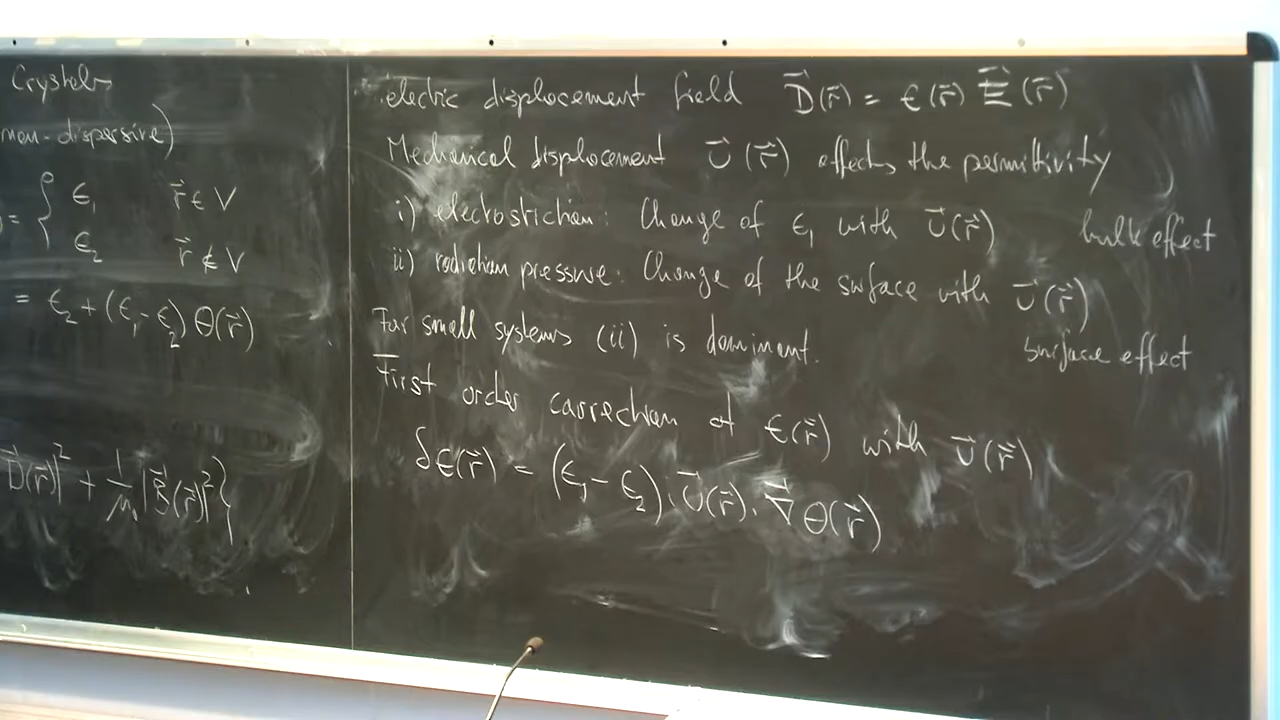 Crystals
non-dispersive)
= { ϵ₁ r⃗ ∈ V
ϵ₂ r⃗ ∉ V
= ϵ₂ + (ϵ₁ - ϵ₂) Θ(r⃗)
D⃗(r⃗)|² + 1/μ |B⃗(r⃗)|²}
electric displacement field D⃗(r⃗) = ϵ(r⃗) E⃗(r⃗)
Mechanical displacement U⃗(r⃗) affects the permittivity
i) electrostriction: Change of ϵ₁ with U⃗(r⃗) bulk effect
ii) radiation pressure: Change of the surface with U⃗(r⃗)
surface effect
For small systems (ii) is dominant.
First order correction of ϵ(r⃗) with U⃗(r⃗)
δϵ(r⃗) = (ϵ₁ - ϵ₂) U⃗(r⃗) · ∇⃗ Θ(r⃗)